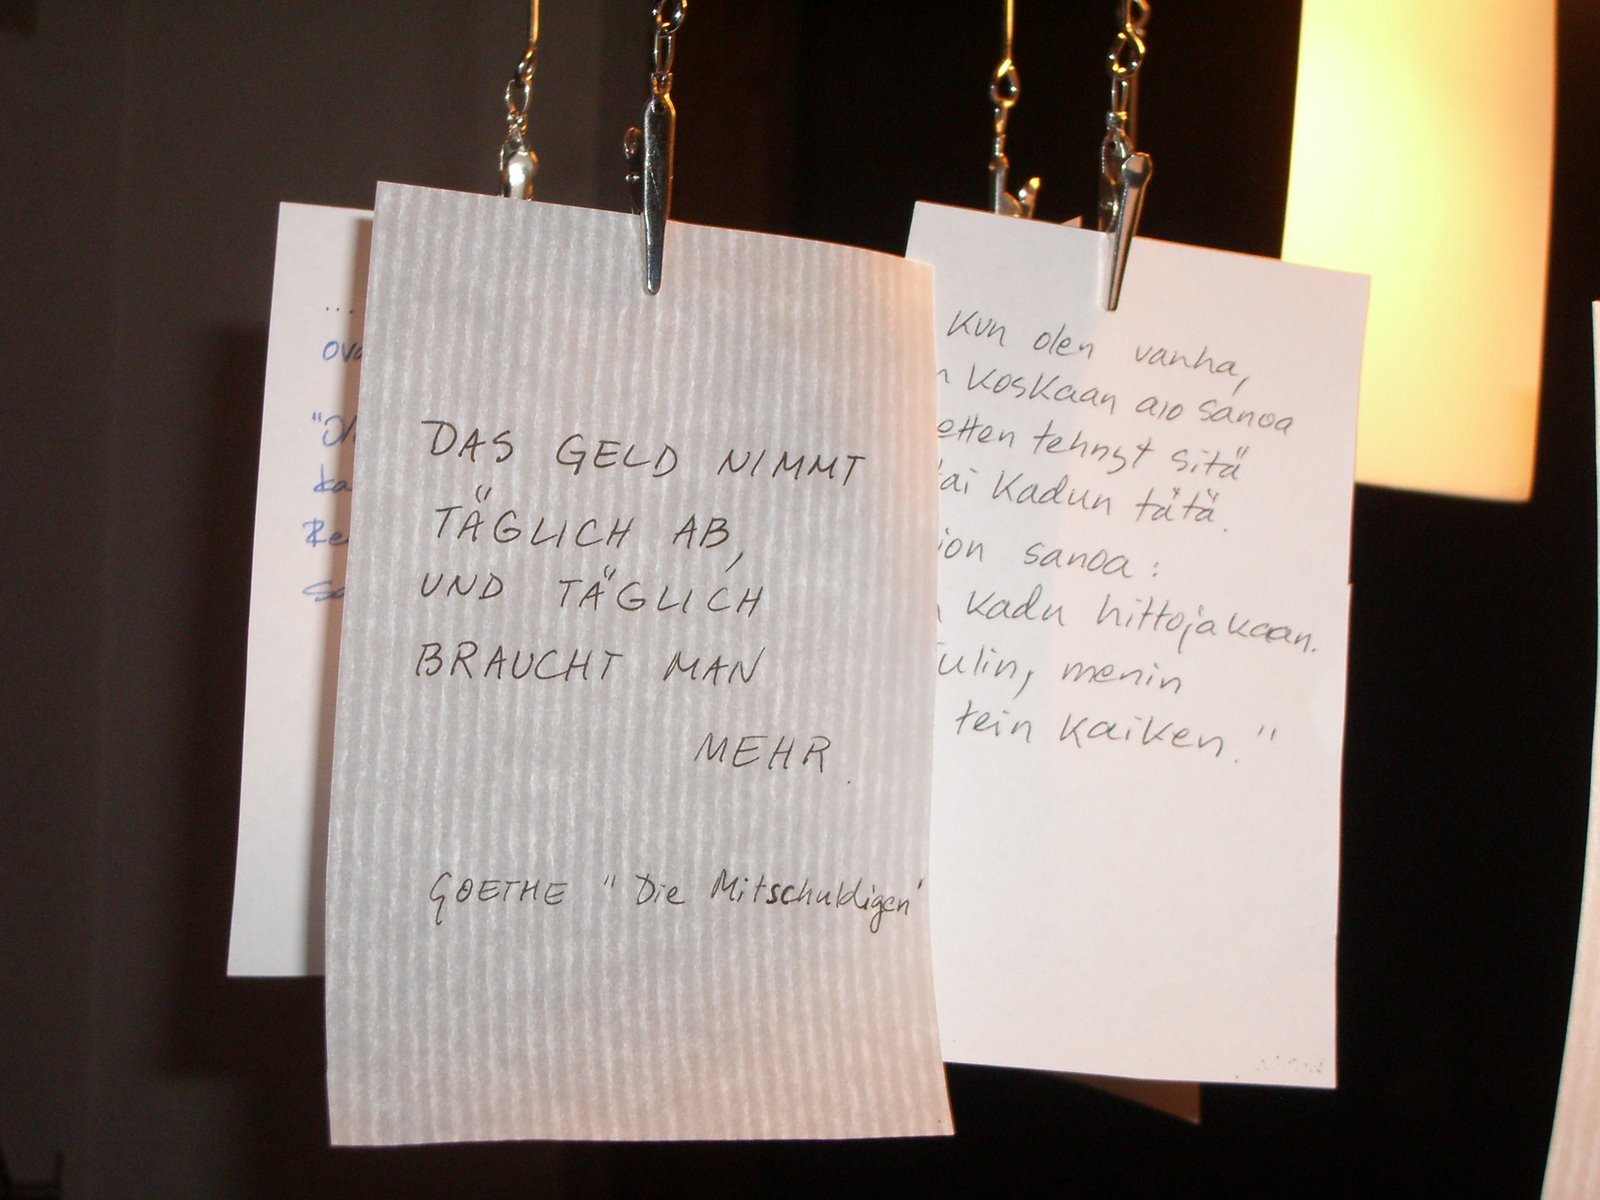 DAS GELD NIMMT
TÄGLICH AB,
UND TÄGLICH
BRAUCHT MAN
MEHR.
GOETHE "Die Mitschuldigen"
Kun olen vanha,
koskaan aio sanoa
etten tehnyt sitä
tai kadun tätä.
sanoa:
kadu hittojakaan.
Tulin, menin
tein kaiken."